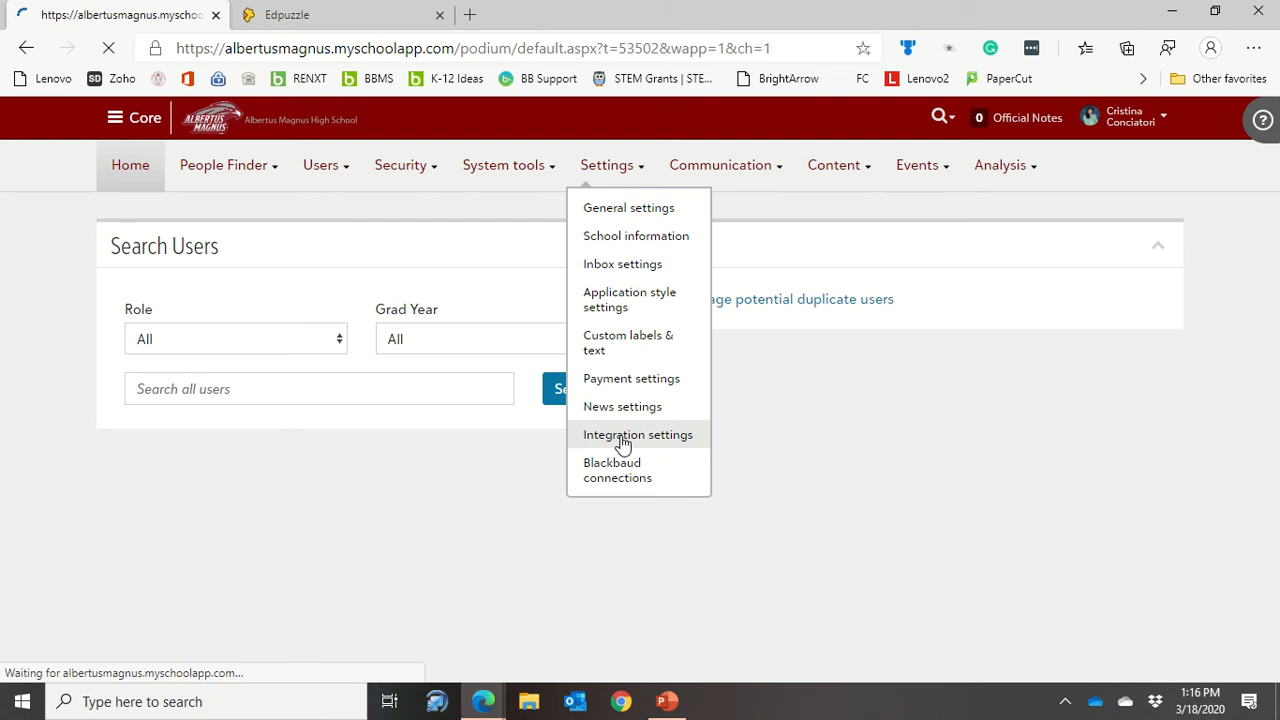 https://albertusmagnus.myschoo
Edpuzzle
https://albertusmagnus.myschoolapp.com/podium/default.aspx?t=53502&wapp=1&ch=1
Lenovo
SD Zoho
b RENXT
b BBMS
b K-12 Ideas
b BB Support
STEM Grants | STE...
BrightArrow
FC
L Lenovo2
PaperCut
Other favorites
Core
ALBERTUS MAGNUS
Albertus Magnus High School
0 Official Notes
Cristina
Conciatori
Home
People Finder
Users
Security
System tools
Settings
Communication
Content
Events
Analysis
General settings
School information
Inbox settings
Application style
settings
Custom labels &
text
Payment settings
News settings
Integration settings
Blackbaud
connections
Search Users
age potential duplicate users
Role
Grad Year
All
All
Search all users
Se
Waiting for albertusmagnus.myschoolapp.com...
Type here to search
1:16 PM
3/18/2020